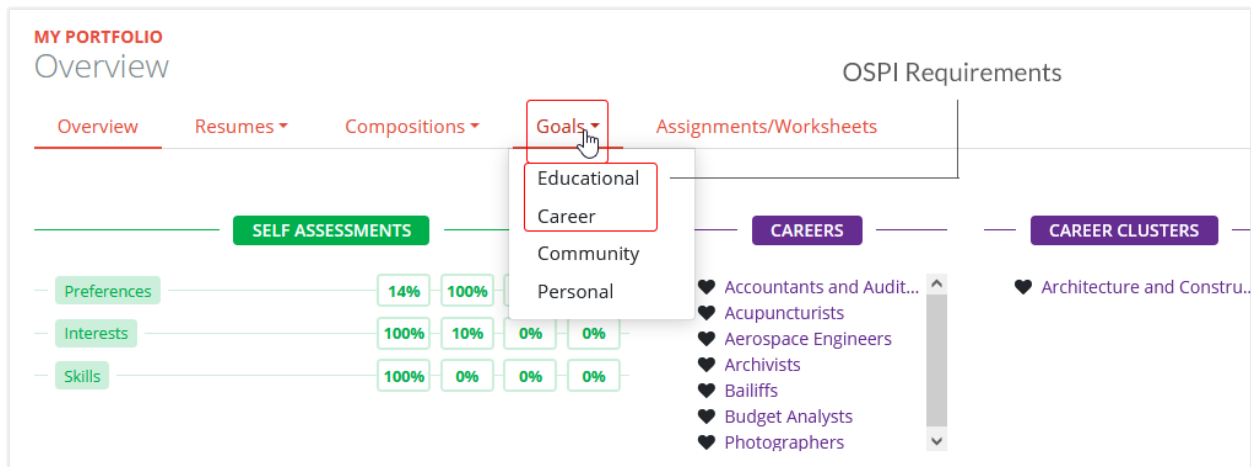 MY PORTFOLIO
Overview
OSPI Requirements
Overview Resumes Compositions Goals Assignments/Worksheets
Educational
Career
Community
Personal
SELF ASSESSMENTS
Preferences 14% 100%
Interests 100% 10% 0% 0%
Skills 100% 0% 0% 0%
CAREERS
Accountants and Audit...
Acupuncturists
Aerospace Engineers
Archivists
Bailiffs
Budget Analysts
Photographers
CAREER CLUSTERS
Architecture and Constru...